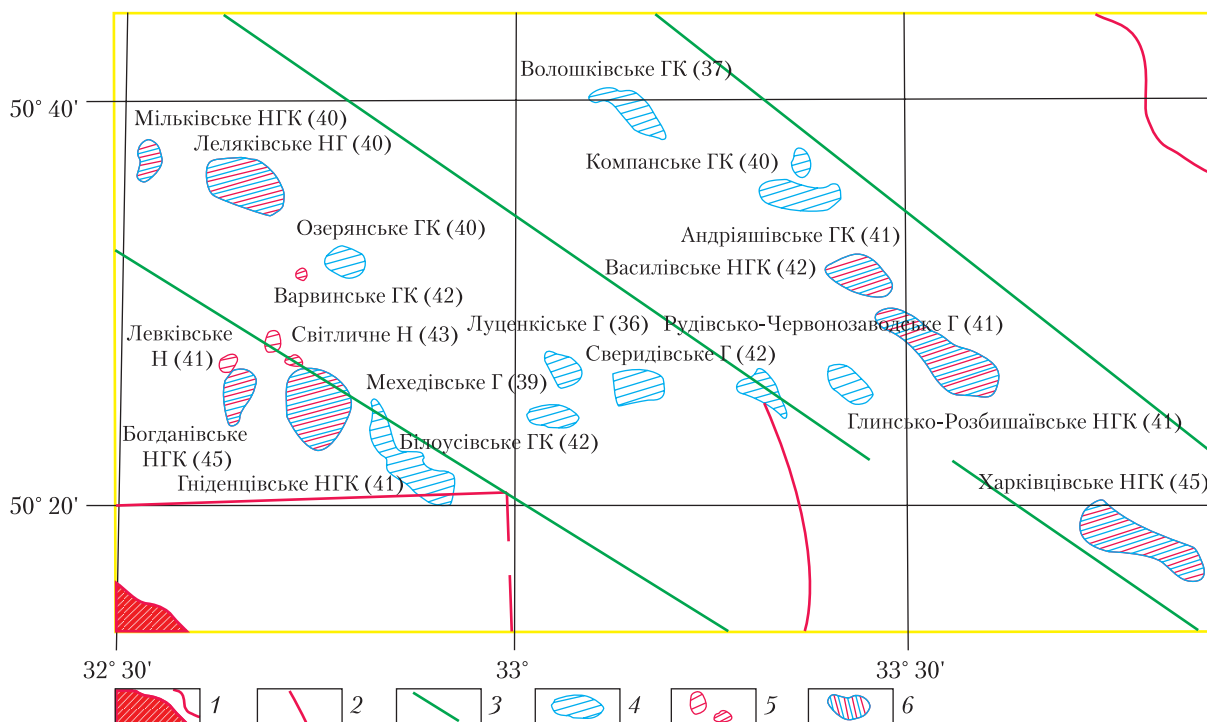 Волошківське ГК (37)
50° 40'
Мільківське НГК (40)
Леляківське НГ (40)
Компанське ГК (40)
Озерянське ГК (40)
Андріяшівське ГК (41)
Василівське НГК (42)
Варвинське ГК (42)
Левківське
Н (41)
Світличне Н (43)
Луценкіське Г (36)
Рудівсько-Червонозаводське Г (41)
Сверидівське Г (42)
Мехедівське Г (39)
Глинсько-Розбишаївське НГК (41)
Богданівське
НГК (45)
Білоусівське ГК (42)
Гніденцівське НГК (41)
Харківцівське НГК (45)
50° 20'
32° 30'
33°
33° 30'
1
2
3
4
5
6